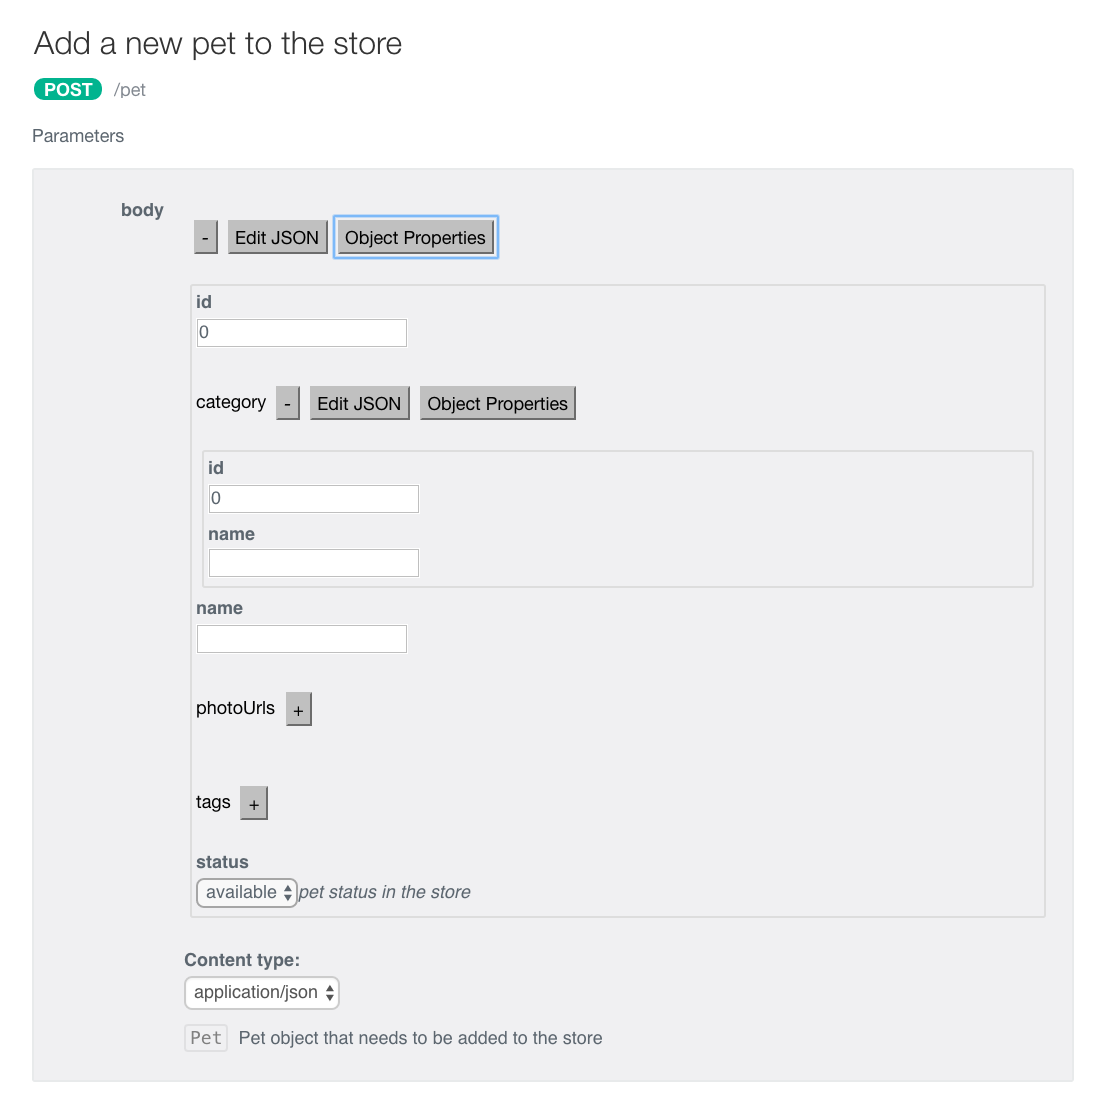 Add a new pet to the store
POST /pet
Parameters
body
- Edit JSON Object Properties
id
0
category - Edit JSON Object Properties
id
0
name
name
photoUrls +
tags +
status
available pet status in the store
Content type:
application/json
Pet Pet object that needs to be added to the store